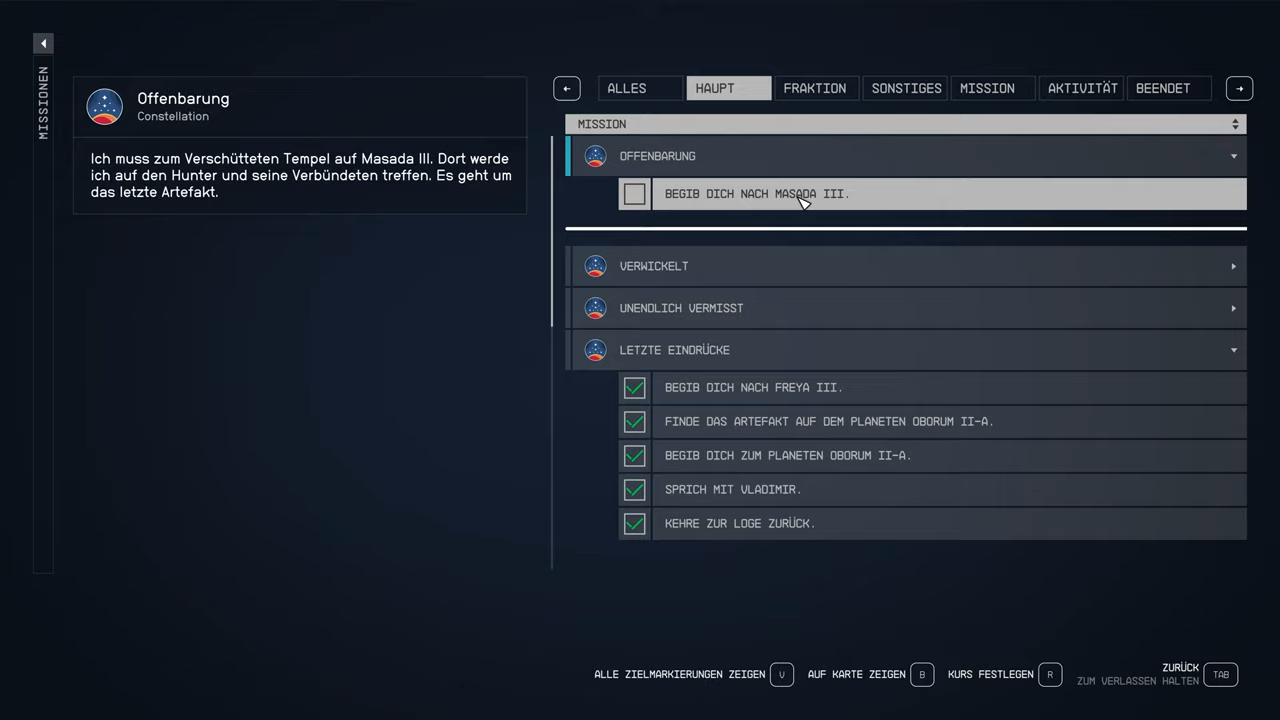 MISSIONEN
Offenbarung
Constellation
Ich muss zum Verschütteten Tempel auf Masada III. Dort werde
ich auf den Hunter und seine Verbündeten treffen. Es geht um
das letzte Artefakt.
ALLES HAUPT FRAKTION SONSTIGES MISSION AKTIVITÄT BEENDET
MISSION
OFFENBARUNG
BEGIB DICH NACH MASADA III.
VERWICKELT
UNENDLICH VERMISST
LETZTE EINDRÜCKE
BEGIB DICH NACH FREYA III.
FINDE DAS ARTEFAKT AUF DEM PLANETEN OBORUM II-A.
BEGIB DICH ZUM PLANETEN OBORUM II-A.
SPRICH MIT VLADIMIR.
KEHRE ZUR LOGE ZURÜCK.
ALLE ZIELMARKIERUNGEN ZEIGEN V AUF KARTE ZEIGEN B KURS FESTLEGEN R ZURÜCK TAB
ZUM VERLASSEN HALTEN